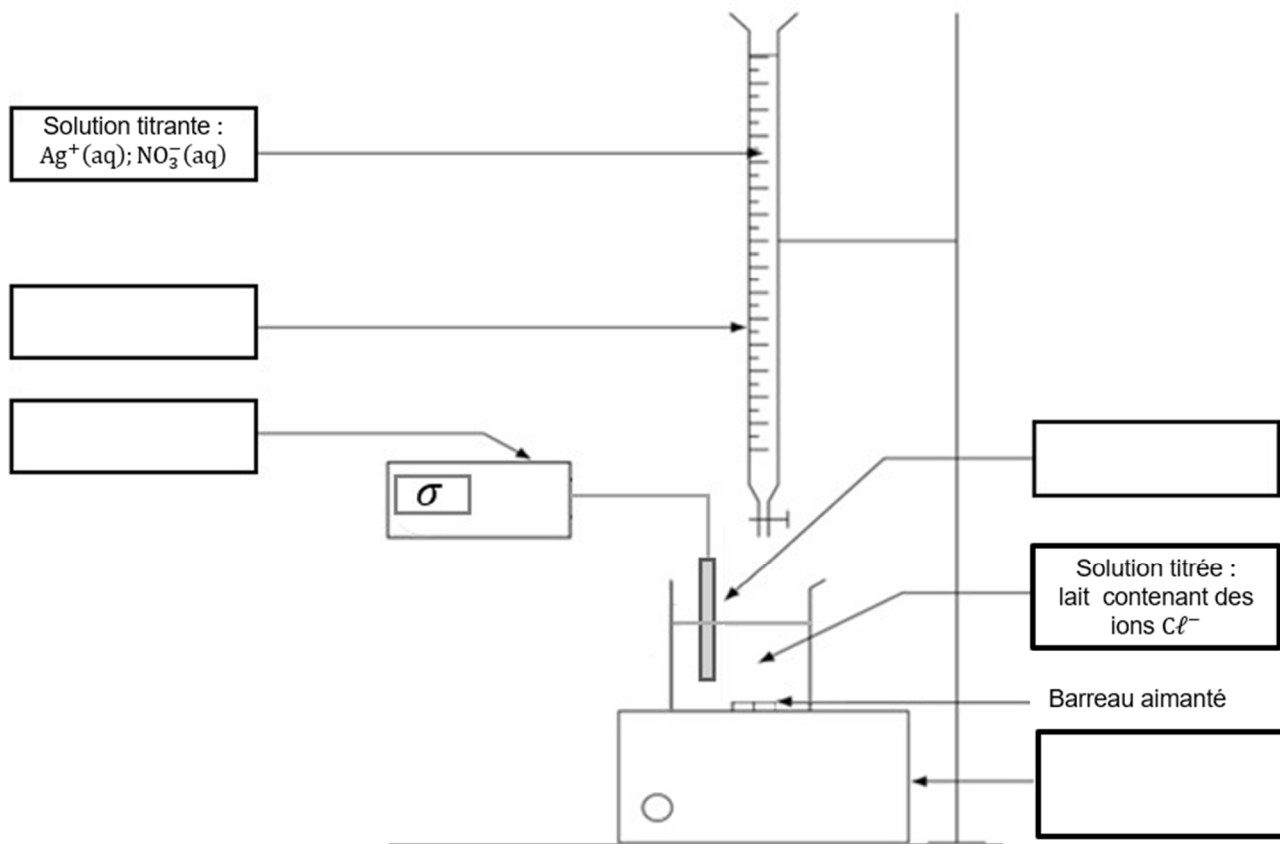 Solution titrante :
Ag⁺(aq); NO₃⁻(aq)
σ
Solution titrée :
lait contenant des
ions Cℓ⁻
Barreau aimanté